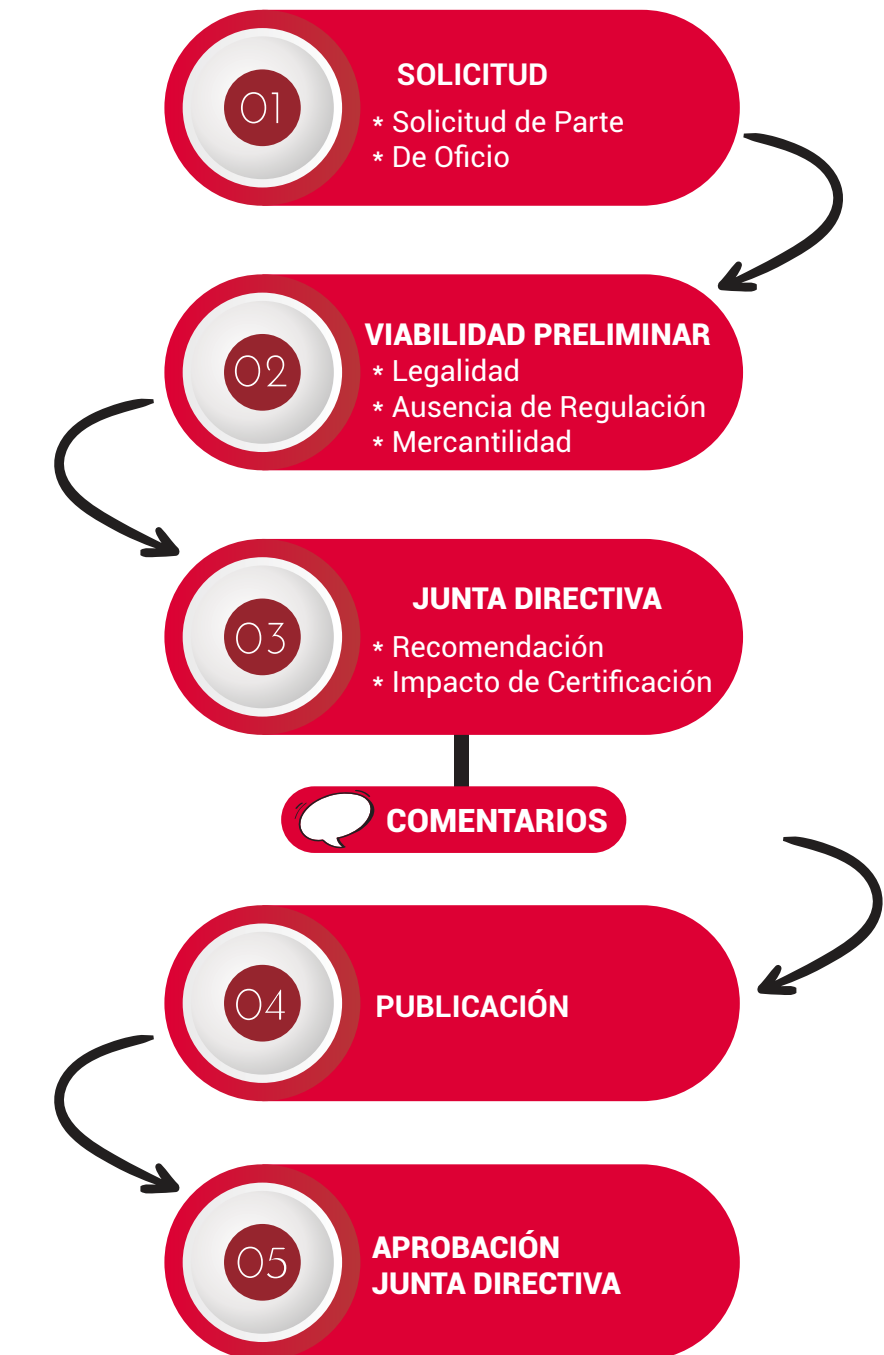 01
SOLICITUD
* Solicitud de Parte
* De Oficio
02
VIABILIDAD PRELIMINAR
* Legalidad
* Ausencia de Regulación
* Mercantilidad
03
JUNTA DIRECTIVA
* Recomendación
* Impacto de Certificación
COMENTARIOS
04
PUBLICACIÓN
05
APROBACIÓN
JUNTA DIRECTIVA